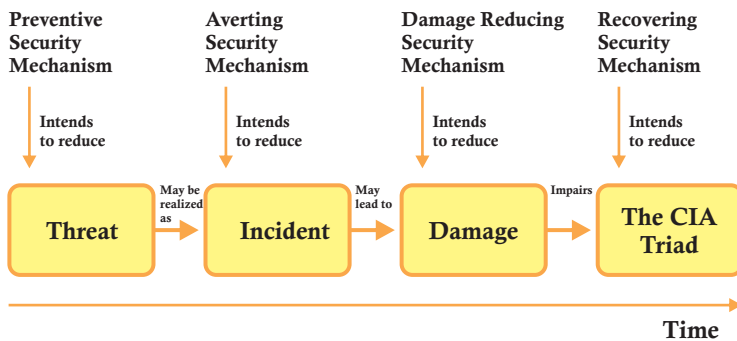 Preventive
Security
Mechanism
Averting
Security
Mechanism
Damage Reducing
Security
Mechanism
Recovering
Security
Mechanism
Intends
to reduce
Intends
to reduce
Intends
to reduce
Intends
to reduce
Threat
May be
realized
as
Incident
May
lead to
Damage
Impairs
The CIA
Triad
Time